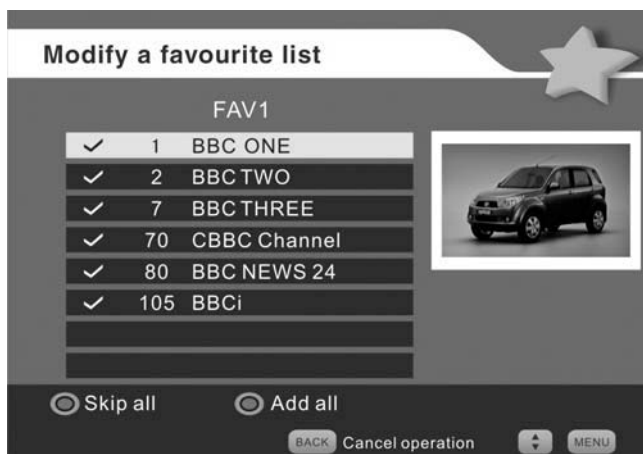 Modify a favourite list
FAV1
1 BBC ONE
2 BBC TWO
7 BBC THREE
70 CBBC Channel
80 BBC NEWS 24
105 BBCi
Skip all Add all
BACK Cancel operation MENU